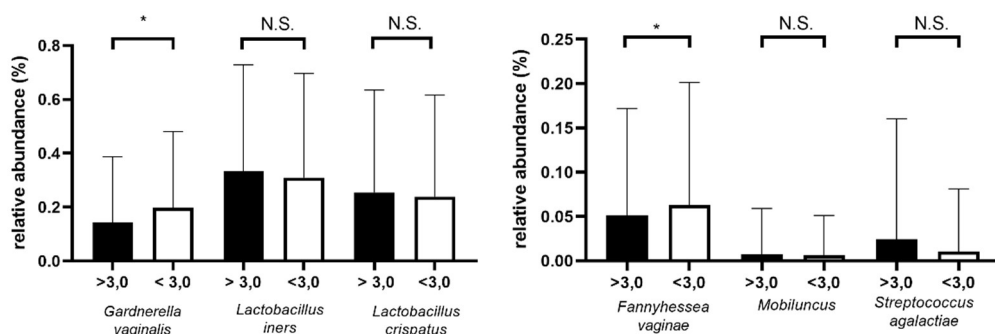 * N.S. N.S.
relative abundance (%)
0.8
0.6
0.4
0.2
0.0
>3,0 < 3,0 > 3,0 <3,0 > 3,0 <3,0
Gardnerella Lactobacillus Lactobacillus
vaginalis iners crispatus
* N.S. N.S.
relative abundance (%)
0.25
0.20
0.15
0.10
0.05
0.00
>3,0 <3,0 >3,0 <3,0 >3,0 <3,0
Fannyhessea Mobiluncus Streptococcus
vaginae agalactiae